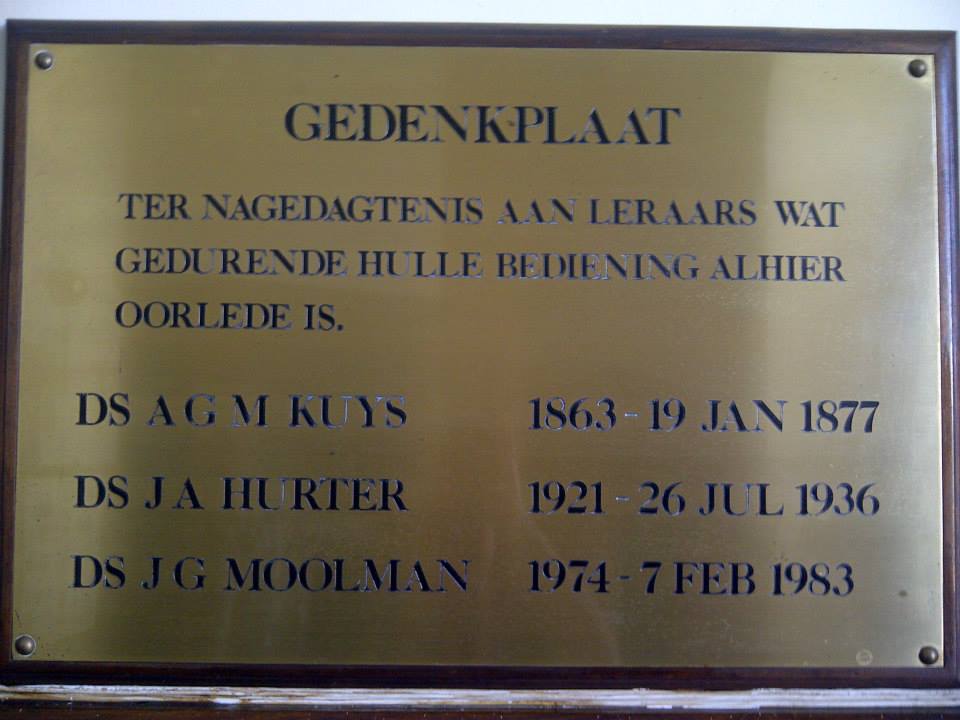 GEDENKPLAAT
TER NAGEDAGTENIS AAN LERAARS WAT
GEDURENDE HULLE BEDIENING ALHIER
OORLEDE IS.
DS A G M KUYS 1863 - 19 JAN 1877
DS J A HURTER 1921 - 26 JUL 1936
DS J G MOOLMAN 1974 - 7 FEB 1983